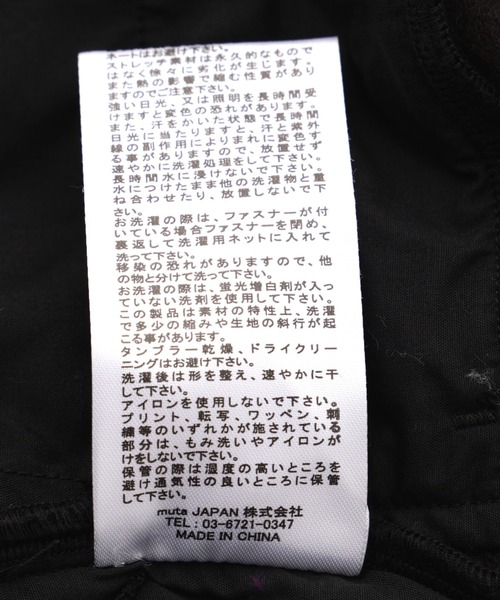 ネートはお避け下さい。
ストレッチ素材は永久的なもので
はなく徐々に劣化が生じます。
また熱の影響で縮む性質があり
ますのでご注意下さい。
強い日光、又は照明を長時間受
けますと変色の恐れがあります。
また、汗をかいた状態で長時間
日光に当たりますと、汗と紫外
線の副作用によりまれに変色す
る事がありますので、放置せず
速やかに洗濯処理をして下さい。
長時間水に浸けないで下さい。
水につけたまま他の洗濯物と重
ね合わせたり、放置しないで下
さい。
お洗濯の際は、ファスナーが付
いている場合ファスナーを閉め、
裏返して洗濯用ネットに入れて
洗って下さい。
移染の恐れがありますので、他
の物と分けて洗って下さい。
お洗濯の際は、蛍光増白剤が入っ
ていない洗剤を使用して下さい。
この製品は素材の特性上、洗濯
で多少の縮みや生地の斜行が起
こる事があります。
タンブラー乾燥、ドライクリー
ニングはお避け下さい。
洗濯後は形を整え、速やかに干
して下さい。
アイロンを使用しないで下さい。
プリント、転写、ワッペン、刺
繍等のいずれかが施されている
部分は、もみ洗いやアイロンが
けをしないで下さい。
保管の際は湿度の高いところを
避け通気性の良いところに保管
して下さい。
muta JAPAN 株式会社
TEL : 03-6721-0347
MADE IN CHINA